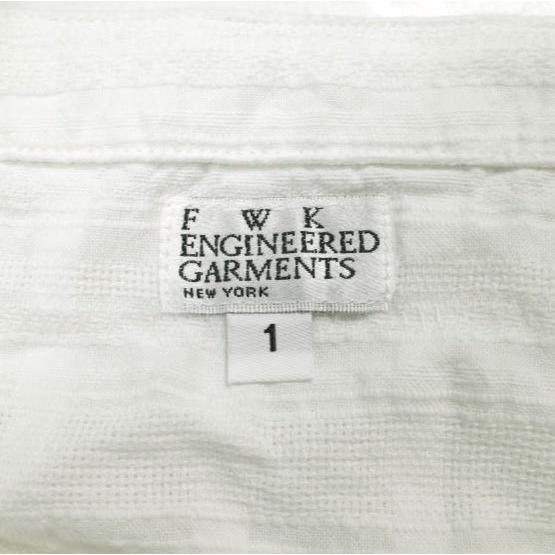 F W K
ENGINEERED
GARMENTS
NEW YORK
1